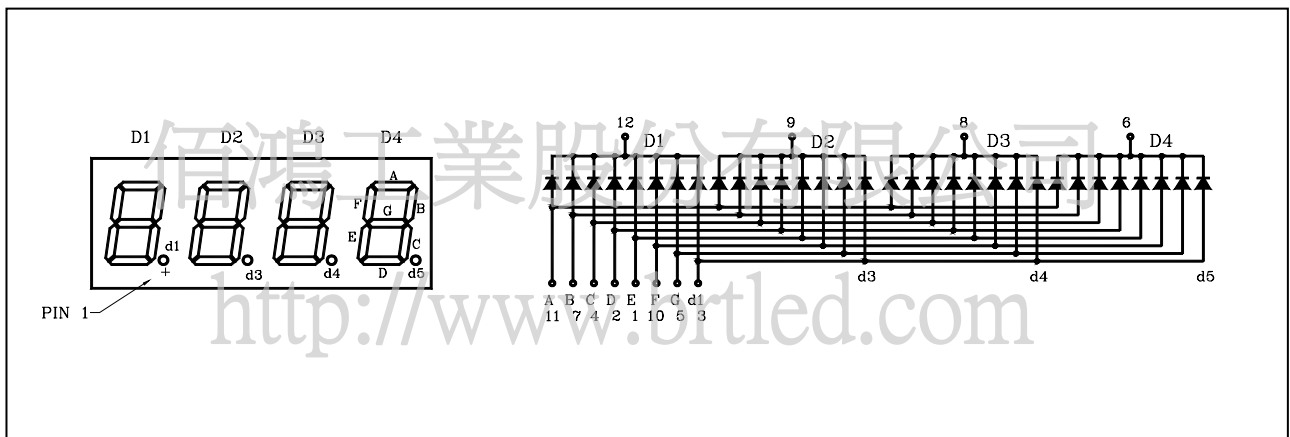 D1 D2 D3 D4
A
F B
G
E C
D
d1
+
d3 d4 d5
PIN 1
12 9 8 6
D1 D2 D3 D4
d3 d4 d5
A B C D E F G d1
11 7 4 2 1 10 5 3
佰鴻工業股份有限公司
http://www.brtled.com